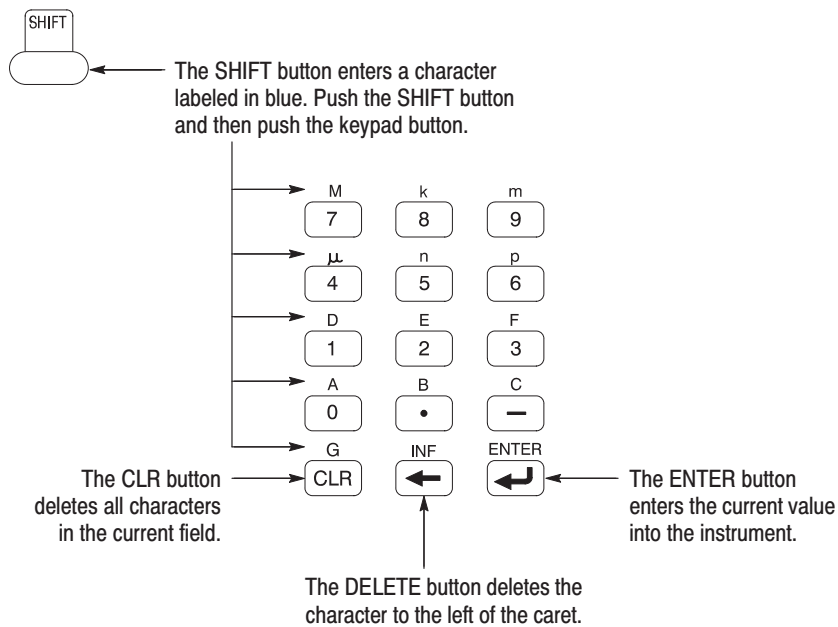 SHIFT
The SHIFT button enters a character
labeled in blue. Push the SHIFT button
and then push the keypad button.
M k m
7 8 9
μ n p
4 5 6
D E F
1 2 3
A B C
0 • —
G INF ENTER
CLR ← ↵
The CLR button
deletes all characters
in the current field.
The ENTER button
enters the current value
into the instrument.
The DELETE button deletes the
character to the left of the caret.